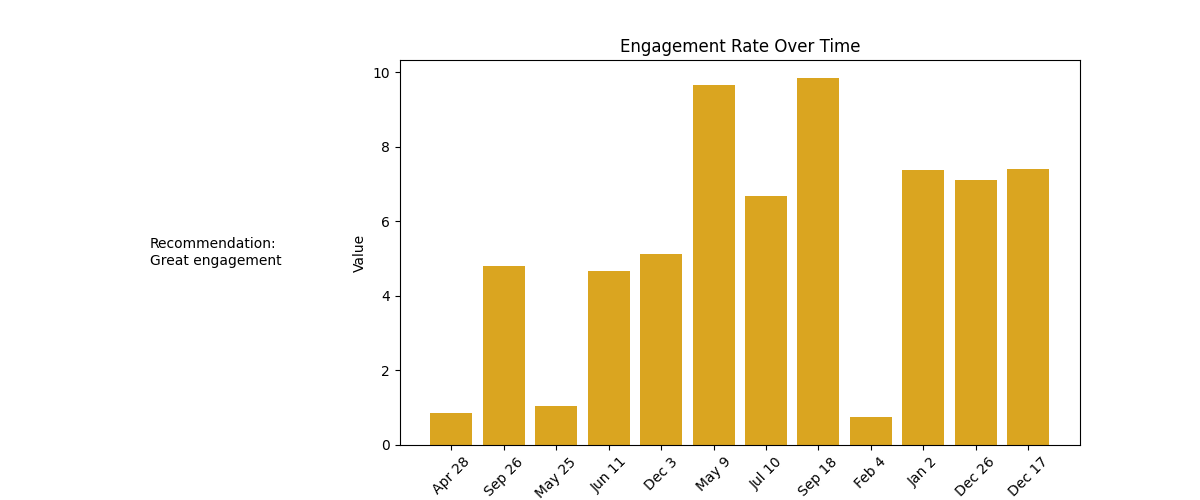 Engagement Rate Over Time
Recommendation:
Great engagement
Value
10
8
6
4
2
0
Apr 28
Sep 26
May 25
Jun 11
Dec 3
May 9
Jul 10
Sep 18
Feb 4
Jan 2
Dec 26
Dec 17